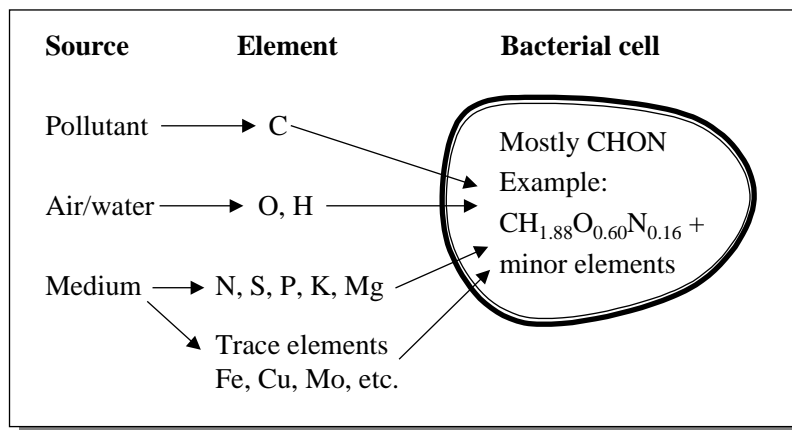 Source Element Bacterial cell
Pollutant C
Mostly CHON
Example:
Air/water O, H
CH1.88O0.60N0.16 +
minor elements
Medium N, S, P, K, Mg
Trace elements
Fe, Cu, Mo, etc.